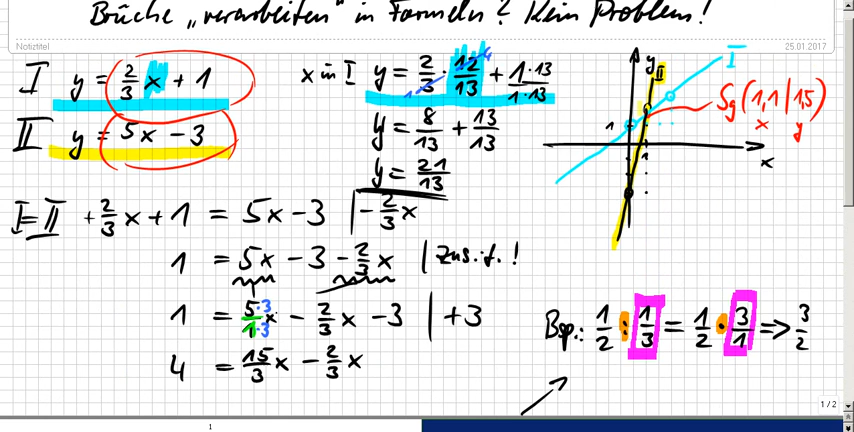 Brüche „verarbeiten" in Formeln? Kein Problem!
Notiztitel
25.01.2017
I y = 2/3 x + 1
II y = 5x - 3
x in I y = 2/3 · 12/13 + 1·13/1·13
4
1
y = 8/13 + 13/13
y = 21/13
I=II +2/3 x + 1 = 5x - 3 | - 2/3 x
1 = 5x - 3 - 2/3 x | Zus.f.!
1 = 5·3/1·3 x - 2/3 x - 3 | +3
4 = 15/3 x - 2/3 x
y
II
I
Sg (1,1 | 1,5)
x y
1
1
x
Bsp.: 1/2 : 1/3 = 1/2 · 3/1 => 3/2
1 / 2
1